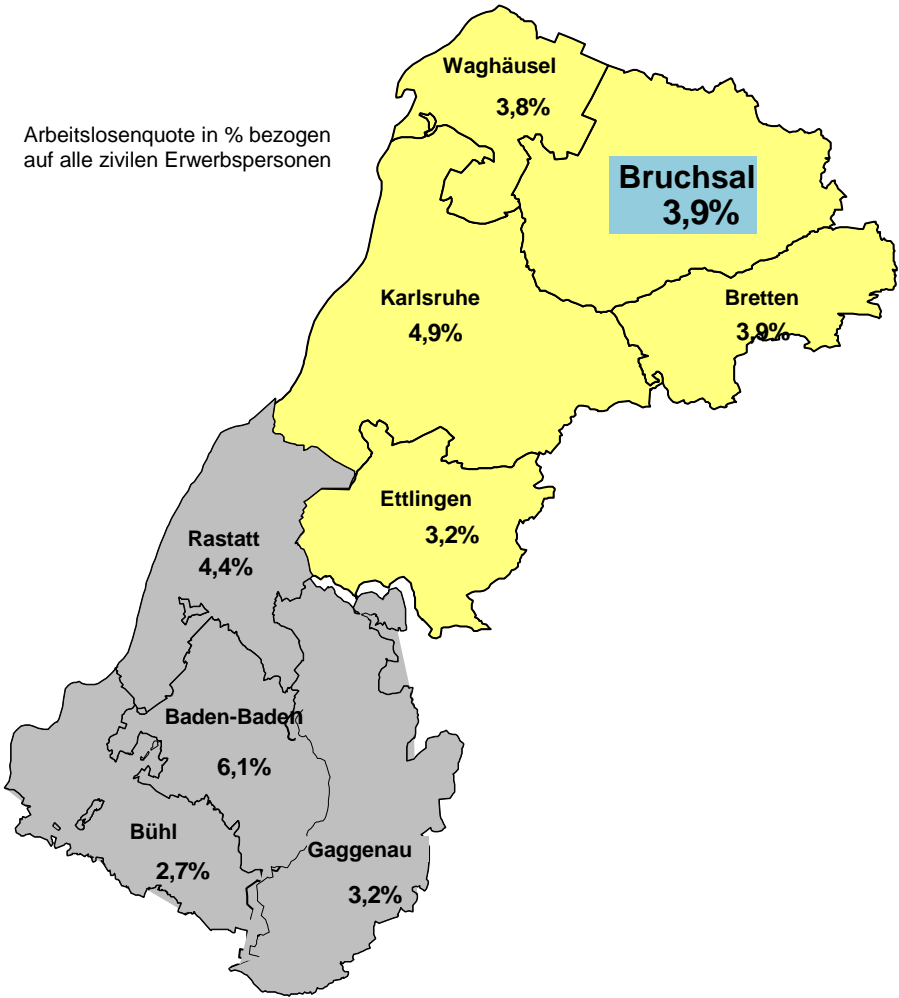 Waghäusel
3,8%
Arbeitslosenquote in % bezogen
auf alle zivilen Erwerbspersonen
Bruchsal
3,9%
Karlsruhe
4,9%
Bretten
3,9%
Ettlingen
3,2%
Rastatt
4,4%
Baden-Baden
6,1%
Bühl
2,7%
Gaggenau
3,2%